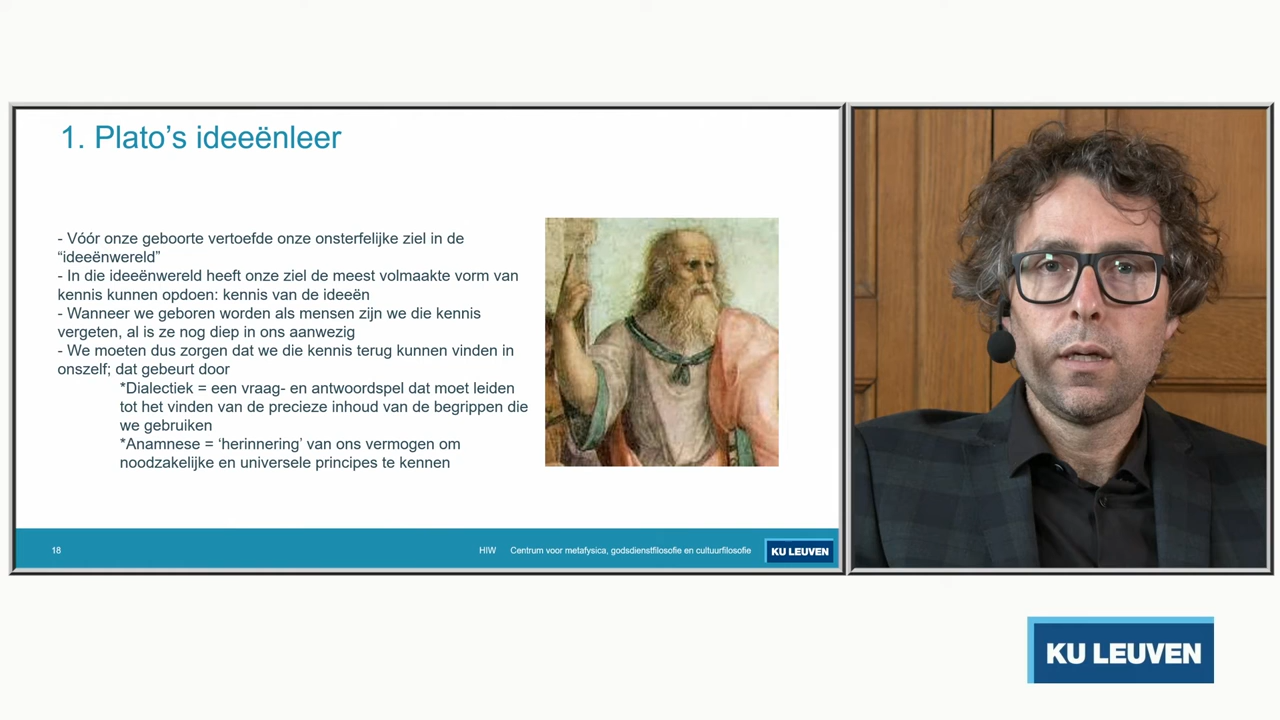 1. Plato’s ideeënleer
- Vóór onze geboorte vertoefde onze onsterfelijke ziel in de
“ideeënwereld”
- In die ideeënwereld heeft onze ziel de meest volmaakte vorm van
kennis kunnen opdoen: kennis van de ideeën
- Wanneer we geboren worden als mensen zijn we die kennis
vergeten, al is ze nog diep in ons aanwezig
- We moeten dus zorgen dat we die kennis terug kunnen vinden in
onszelf; dat gebeurt door
*Dialectiek = een vraag- en antwoordspel dat moet leiden
tot het vinden van de precieze inhoud van de begrippen die
we gebruiken
*Anamnese = ‘herinnering’ van ons vermogen om
noodzakelijke en universele principes te kennen
18 HIW Centrum voor metafysica, godsdienstfilosofie en cultuurfilosofie KU LEUVEN
KU LEUVEN